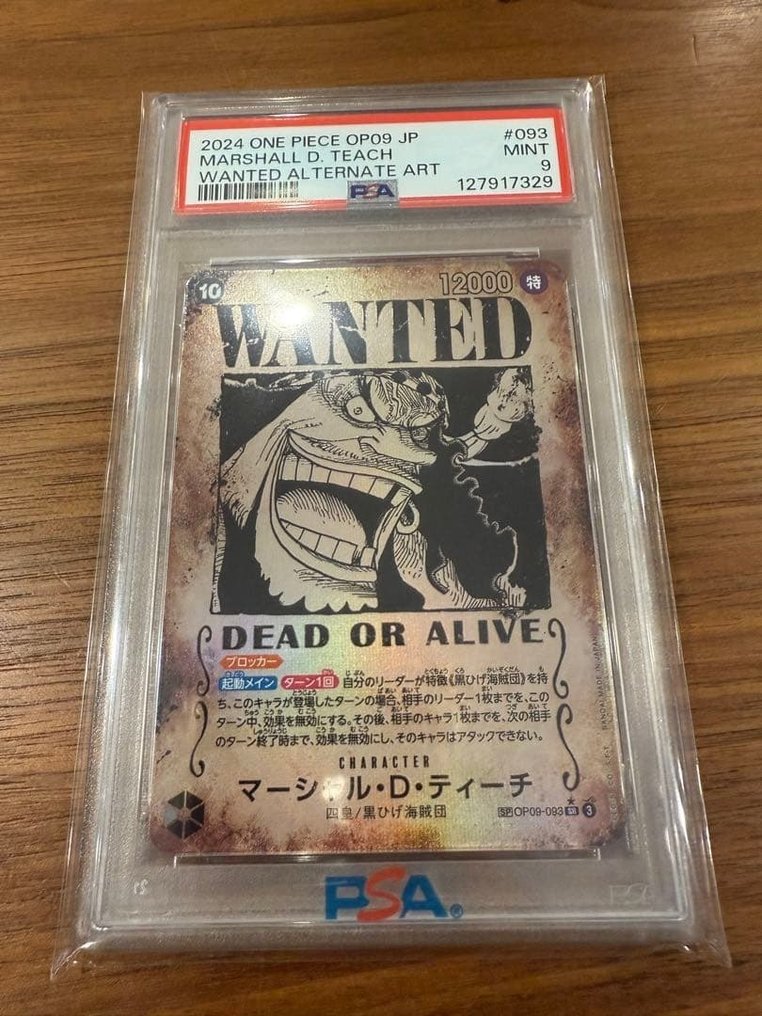 2024 ONE PIECE OP09 JP #093
MARSHALL D. TEACH MINT
WANTED ALTERNATE ART 9
PSA 127917329
10 12000 特
WANTED
DEAD OR ALIVE
ブロッカー
起動メイン ターン1回 自分のリーダーが特徴《黒ひげ海賊団》を持
ち、このキャラが登場したターンの場合、相手のリーダー1枚までを、この
ターン中、効果を無効にする。その後、相手のキャラ1枚までを、次の相手
のターン終了時まで、効果を無効にし、そのキャラはアタックできない。
CHARACTER
マーシャル・D・ティーチ
四皇/黒ひげ海賊団
SP OP09-093 SR 3
BANDAI MADE IN JAPAN
PSA